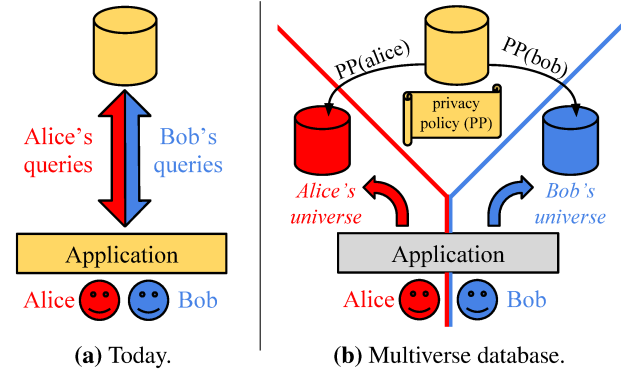 Alice's
queries
Bob's
queries
Application
Alice
Bob
(a) Today.
PP(alice)
PP(bob)
privacy
policy (PP)
Alice's
universe
Bob's
universe
Application
Alice
Bob
(b) Multiverse database.